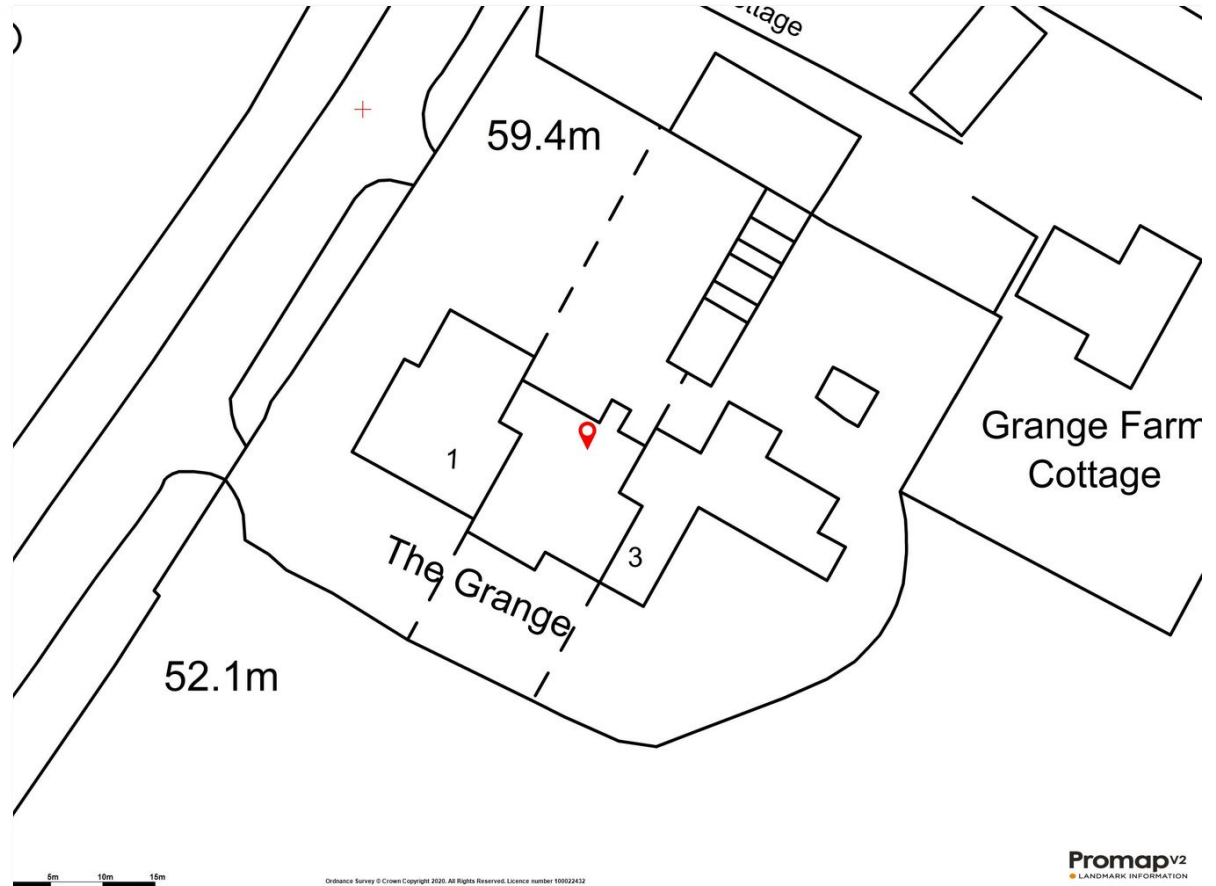 59.4m
1
Grange Farm
Cottage
3
The Grange
52.1m
5m 10m 15m
Ordnance Survey © Crown Copyright 2020. All Rights Reserved. Licence number 100022432
Promap V2
LANDMARK INFORMATION